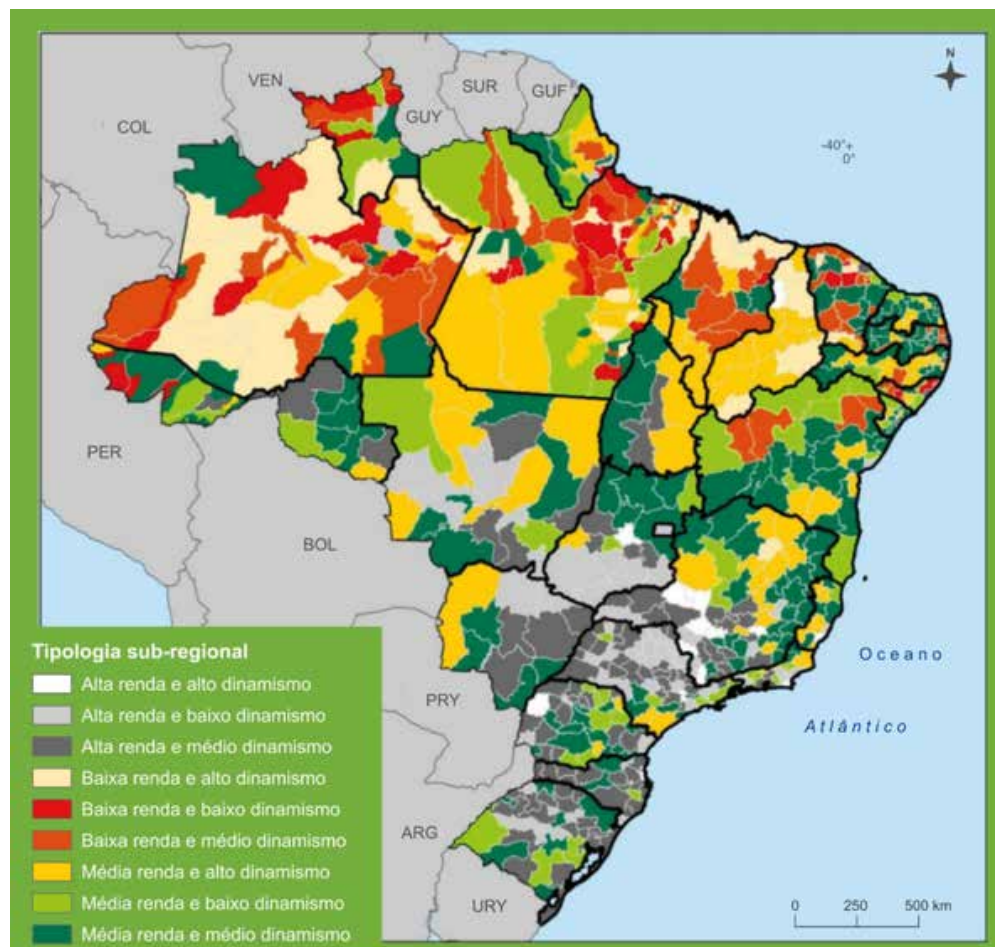 N
VEN
SUR
GUF
COL
GUY
-40°+
0°
PER
BOL
Tipologia sub-regional
Alta renda e alto dinamismo
Alta renda e baixo dinamismo
Alta renda e médio dinamismo
Baixa renda e alto dinamismo
Baixa renda e baixo dinamismo
Baixa renda e médio dinamismo
Média renda e alto dinamismo
Média renda e baixo dinamismo
Média renda e médio dinamismo
PRY
ARG
URY
Oceano
Atlântico
0 250 500 km